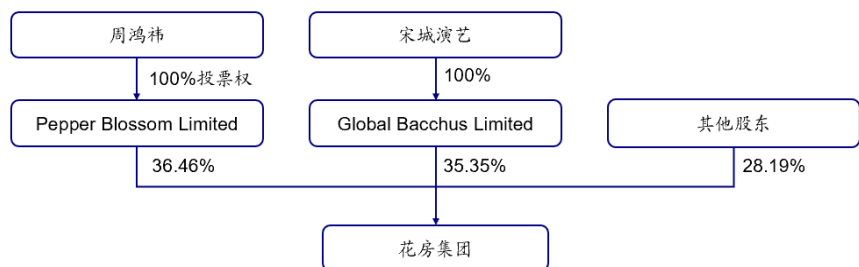 周鸿祎
宋城演艺
100%投票权
100%
Pepper Blossom Limited
Global Bacchus Limited
其他股东
36.46%
35.35%
28.19%
花房集团